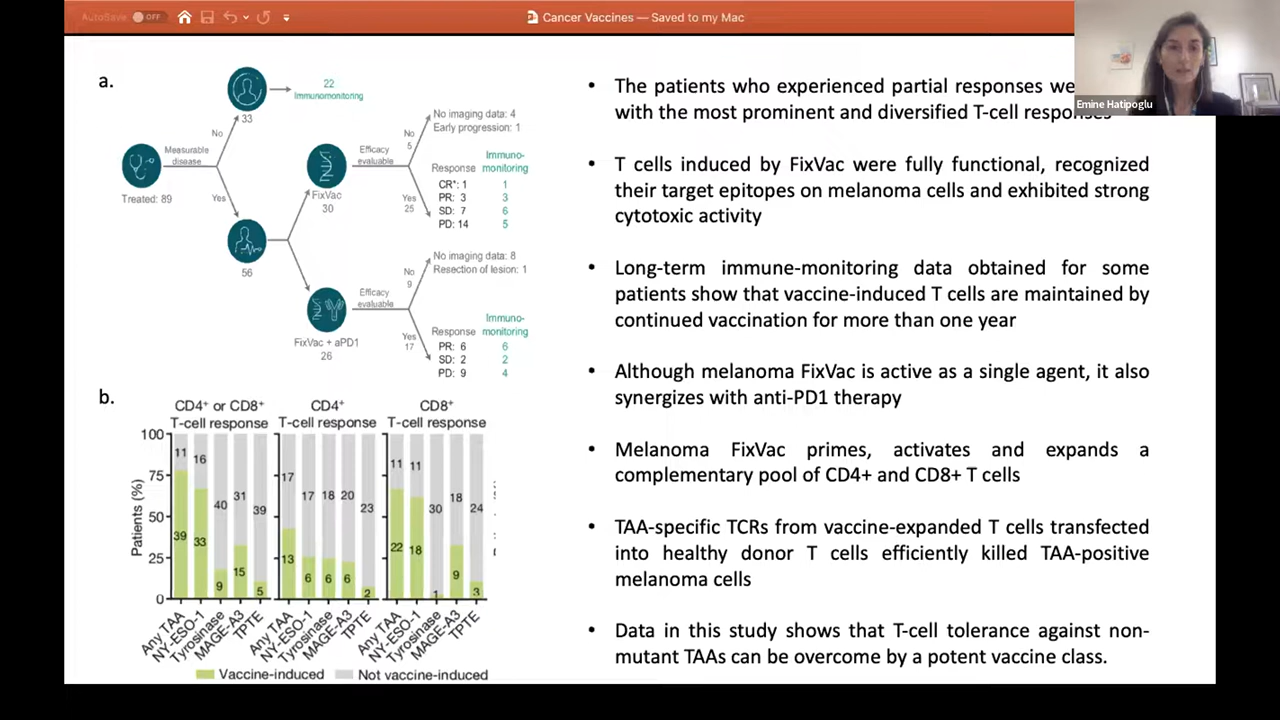 AutoSave OFF
Cancer Vaccines — Saved to my Mac
Emine Hatipoglu
a.
22
Immunomonitoring
33
No
Measurable
disease
Treated: 89
Yes
56
FixVac
30
Efficacy
evaluable
No
5
No imaging data: 4
Early progression: 1
Yes
25
Response
Immuno-
monitoring
CR*: 1 1
PR: 3 3
SD: 7 6
PD: 14 5
FixVac + aPD1
26
Efficacy
evaluable
No
9
No imaging data: 8
Resection of lesion: 1
Yes
17
Response
Immuno-
monitoring
PR: 6 6
SD: 2 2
PD: 9 4
b.
CD4+ or CD8+
T-cell response
CD4+
T-cell response
CD8+
T-cell response
Patients (%)
100
75
50
25
0
11 16 40 31 39
39 33 9 15 5
17 17 18 20 23
13 6 6 6 2
11 11 30 18 24
22 18 1 9 3
Any TAA
NY-ESO-1
Tyrosinase
MAGE-A3
TPTE
Any TAA
NY-ESO-1
Tyrosinase
MAGE-A3
TPTE
Any TAA
NY-ESO-1
Tyrosinase
MAGE-A3
TPTE
Vaccine-induced Not vaccine-induced
• The patients who experienced partial responses
with the most prominent and diversified T-cell responses
• T cells induced by FixVac were fully functional, recognized
their target epitopes on melanoma cells and exhibited strong
cytotoxic activity
• Long-term immune-monitoring data obtained for some
patients show that vaccine-induced T cells are maintained by
continued vaccination for more than one year
• Although melanoma FixVac is active as a single agent, it also
synergizes with anti-PD1 therapy
• Melanoma FixVac primes, activates and expands a
complementary pool of CD4+ and CD8+ T cells
• TAA-specific TCRs from vaccine-expanded T cells transfected
into healthy donor T cells efficiently killed TAA-positive
melanoma cells
• Data in this study shows that T-cell tolerance against non-
mutant TAAs can be overcome by a potent vaccine class.